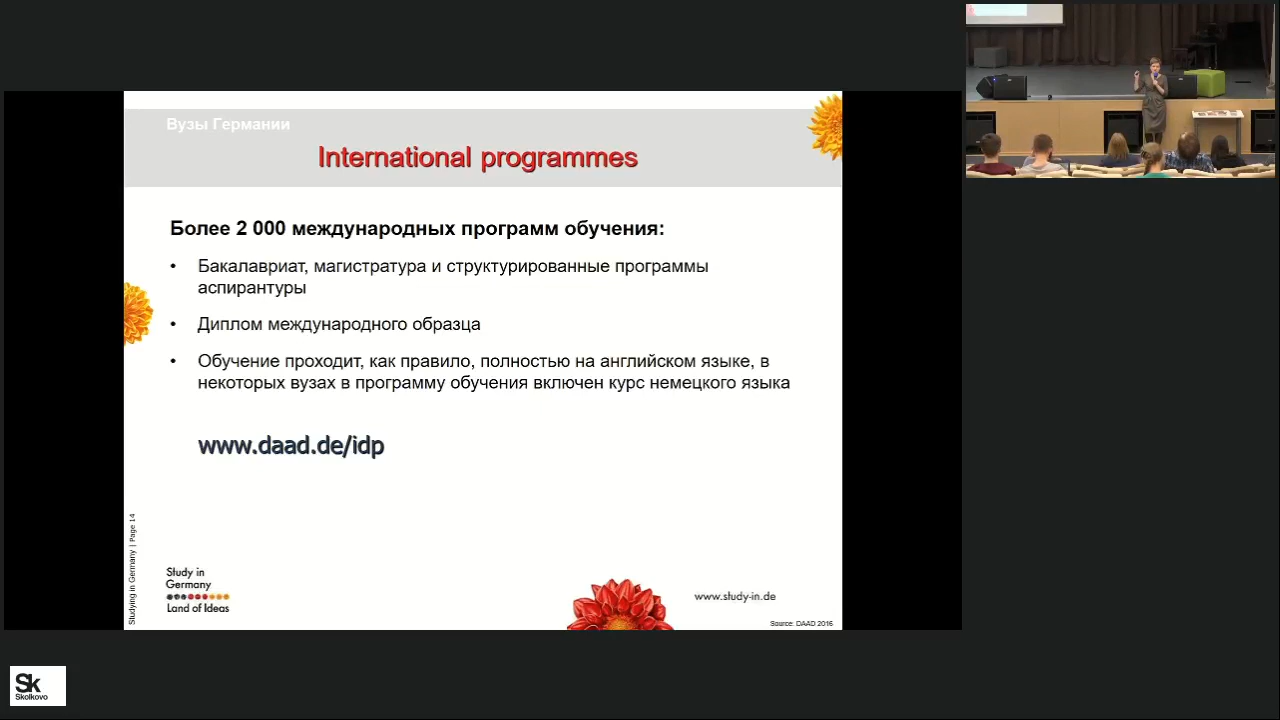 Вузы Германии
International programmes
Более 2 000 международных программ обучения:
• Бакалавриат, магистратура и структурированные программы
аспирантуры
• Диплом международного образца
• Обучение проходит, как правило, полностью на английском языке, в
некоторых вузах в программу обучения включен курс немецкого языка
www.daad.de/idp
Studying in Germany | Page 14
Study in
Germany
Land of Ideas
www.study-in.de
Source: DAAD 2016
Sk
Skolkovo